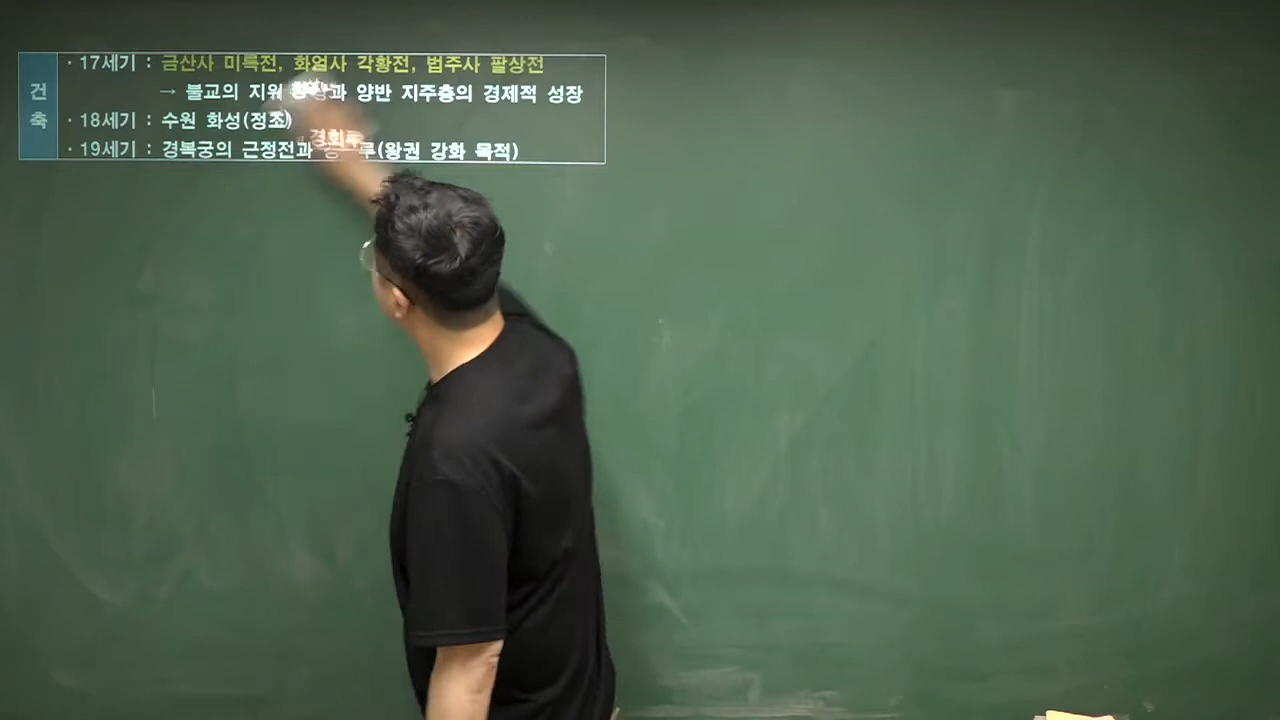 건축
· 17세기 : 금산사 미륵전, 화엄사 각황전, 법주사 팔상전
→ 불교의 지위 향상과 양반 지주층의 경제적 성장
· 18세기 : 수원 화성(정조)
· 19세기 : 경복궁의 근정전과 경회루(왕권 강화 목적)